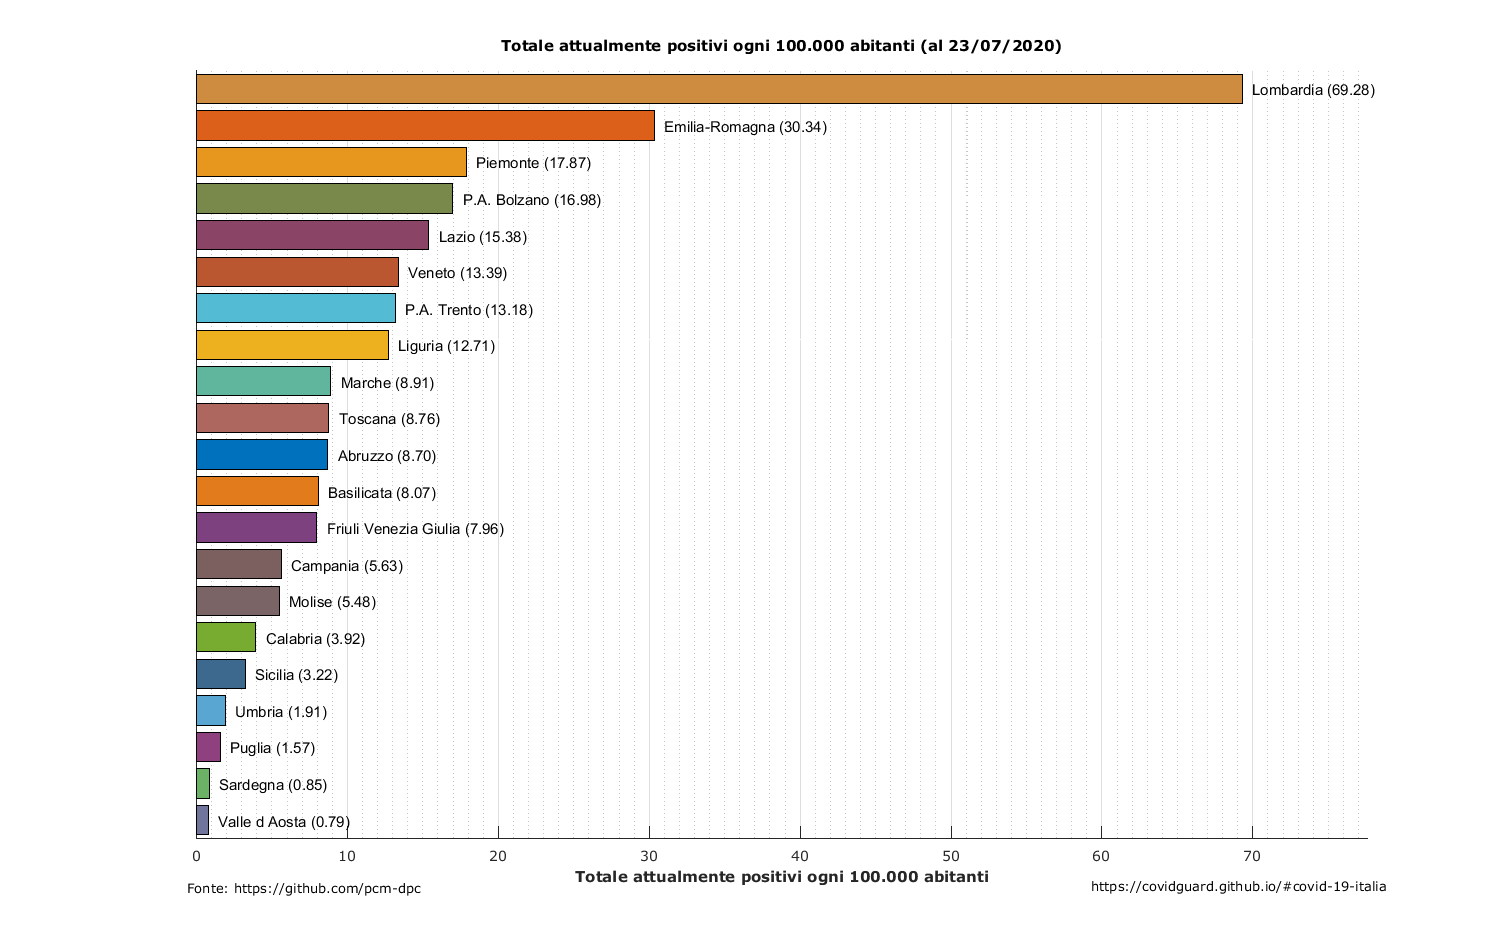 Totale attualmente positivi ogni 100.000 abitanti (al 23/07/2020)
Lombardia (69.28)
Emilia-Romagna (30.34)
Piemonte (17.87)
P.A. Bolzano (16.98)
Lazio (15.38)
Veneto (13.39)
P.A. Trento (13.18)
Liguria (12.71)
Marche (8.91)
Toscana (8.76)
Abruzzo (8.70)
Basilicata (8.07)
Friuli Venezia Giulia (7.96)
Campania (5.63)
Molise (5.48)
Calabria (3.92)
Sicilia (3.22)
Umbria (1.91)
Puglia (1.57)
Sardegna (0.85)
Valle d Aosta (0.79)
0 10 20 30 40 50 60 70
Totale attualmente positivi ogni 100.000 abitanti
Fonte: https://github.com/pcm-dpc
https://covidguard.github.io/#covid-19-italia